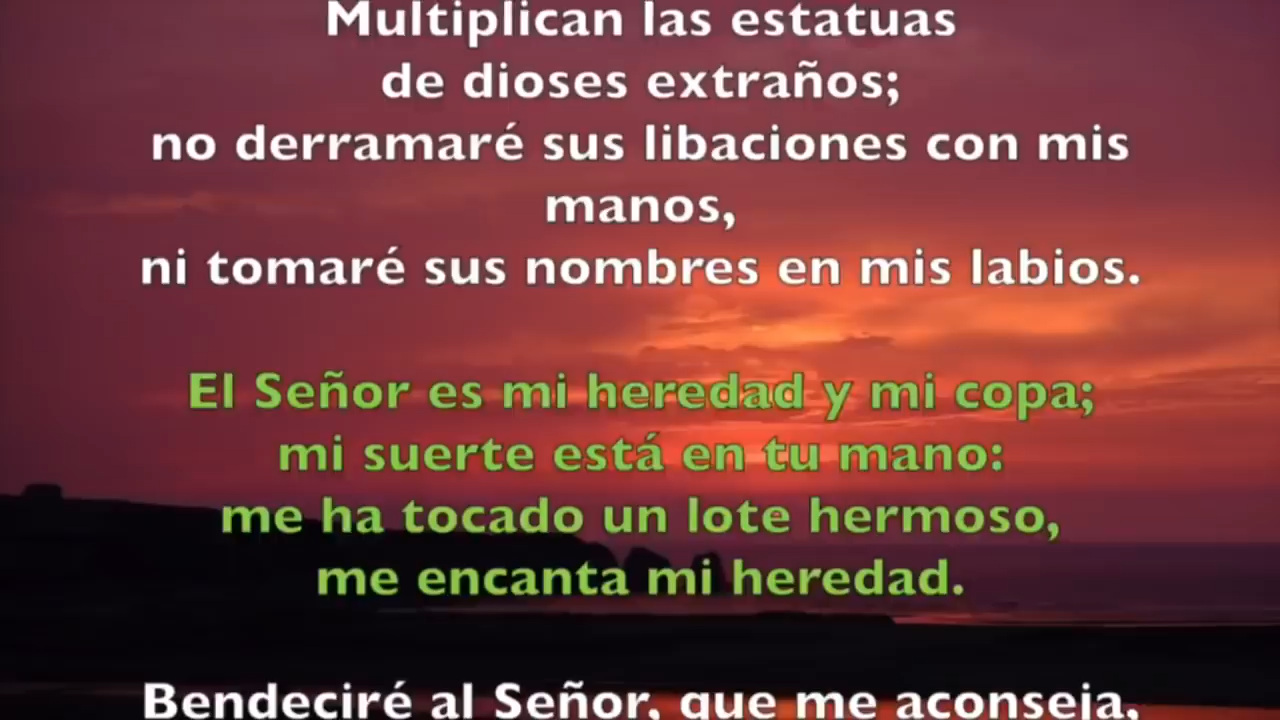 Multiplican las estatuas
de dioses extraños;
no derramaré sus libaciones con mis
manos,
ni tomaré sus nombres en mis labios.
El Señor es mi heredad y mi copa;
mi suerte está en tu mano:
me ha tocado un lote hermoso,
me encanta mi heredad.
Bendeciré al Señor, que me aconseja,